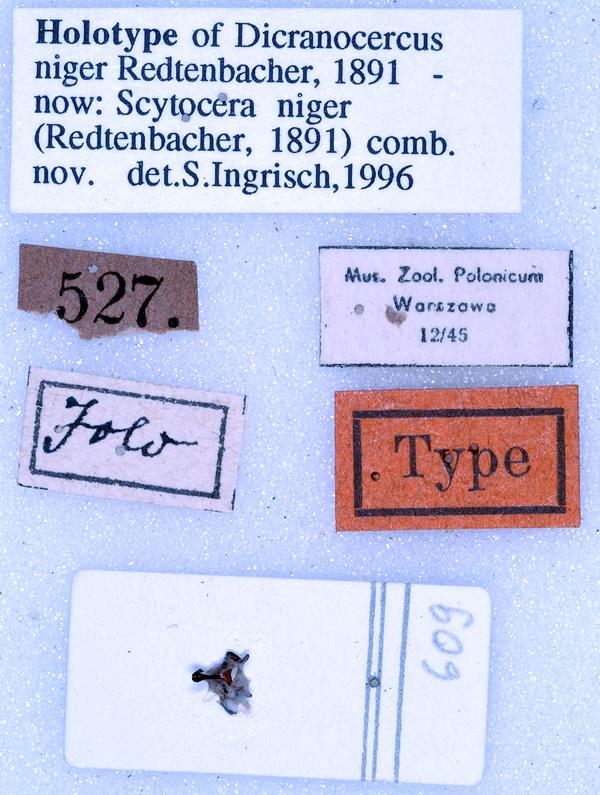 Holotype of Dicranocercus
niger Redtenbacher, 1891 -
now: Scytocera niger
(Redtenbacher, 1891) comb.
nov. det.S.Ingrisch,1996
527.
Mus. Zool. Polonicum
Warszawa
12/45
Type
609